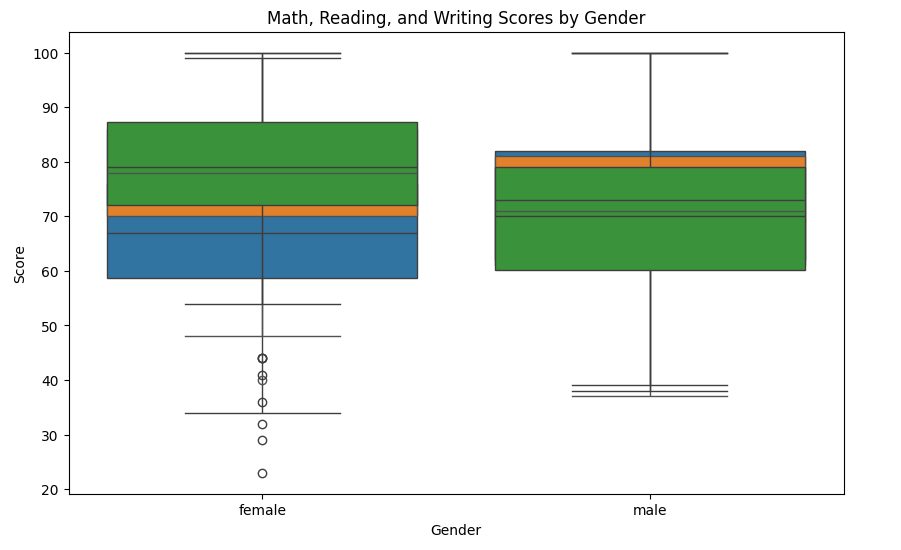 Math, Reading, and Writing Scores by Gender
100
90
80
70
60
50
40
30
20
Score
female
male
Gender